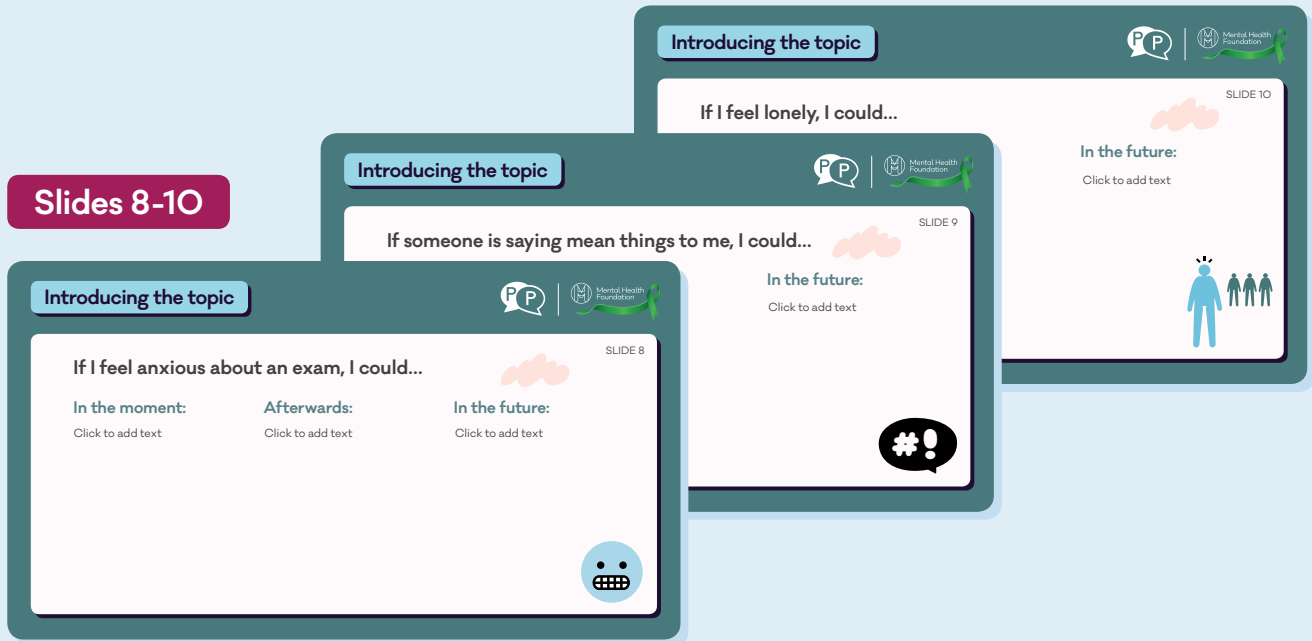 Slides 8-10
Introducing the topic
P P
Mental Health
Foundation
SLIDE 8
If I feel anxious about an exam, I could...
In the moment:
Click to add text
Afterwards:
Click to add text
In the future:
Click to add text
Introducing the topic
P P
Mental Health
Foundation
SLIDE 9
If someone is saying mean things to me, I could...
In the future:
Click to add text
#!
Introducing the topic
P P
Mental Health
Foundation
SLIDE 10
If I feel lonely, I could...
In the future:
Click to add text